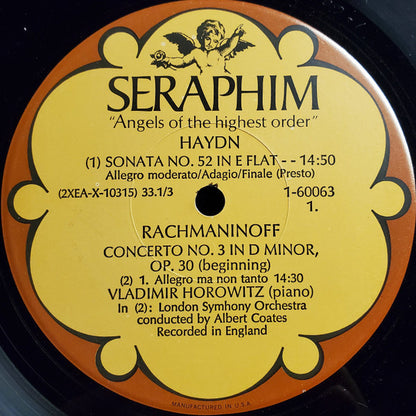 SERAPHIM
"Angels of the highest order"
HAYDN
(1) SONATA NO. 52 IN E FLAT - - 14:50
Allegro moderato/Adagio/Finale (Presto)
(2XEA-X-10315) 33.1/3 1-60063
1.
RACHMANINOFF
CONCERTO NO. 3 IN D MINOR,
OP. 30 (beginning)
(2) 1. Allegro ma non tanto 14:30
VLADIMIR HOROWITZ (piano)
In (2): London Symhony Orchestra
conducted by Albert Coates
Recorded in England
MANUFACTURED IN U.S.A.